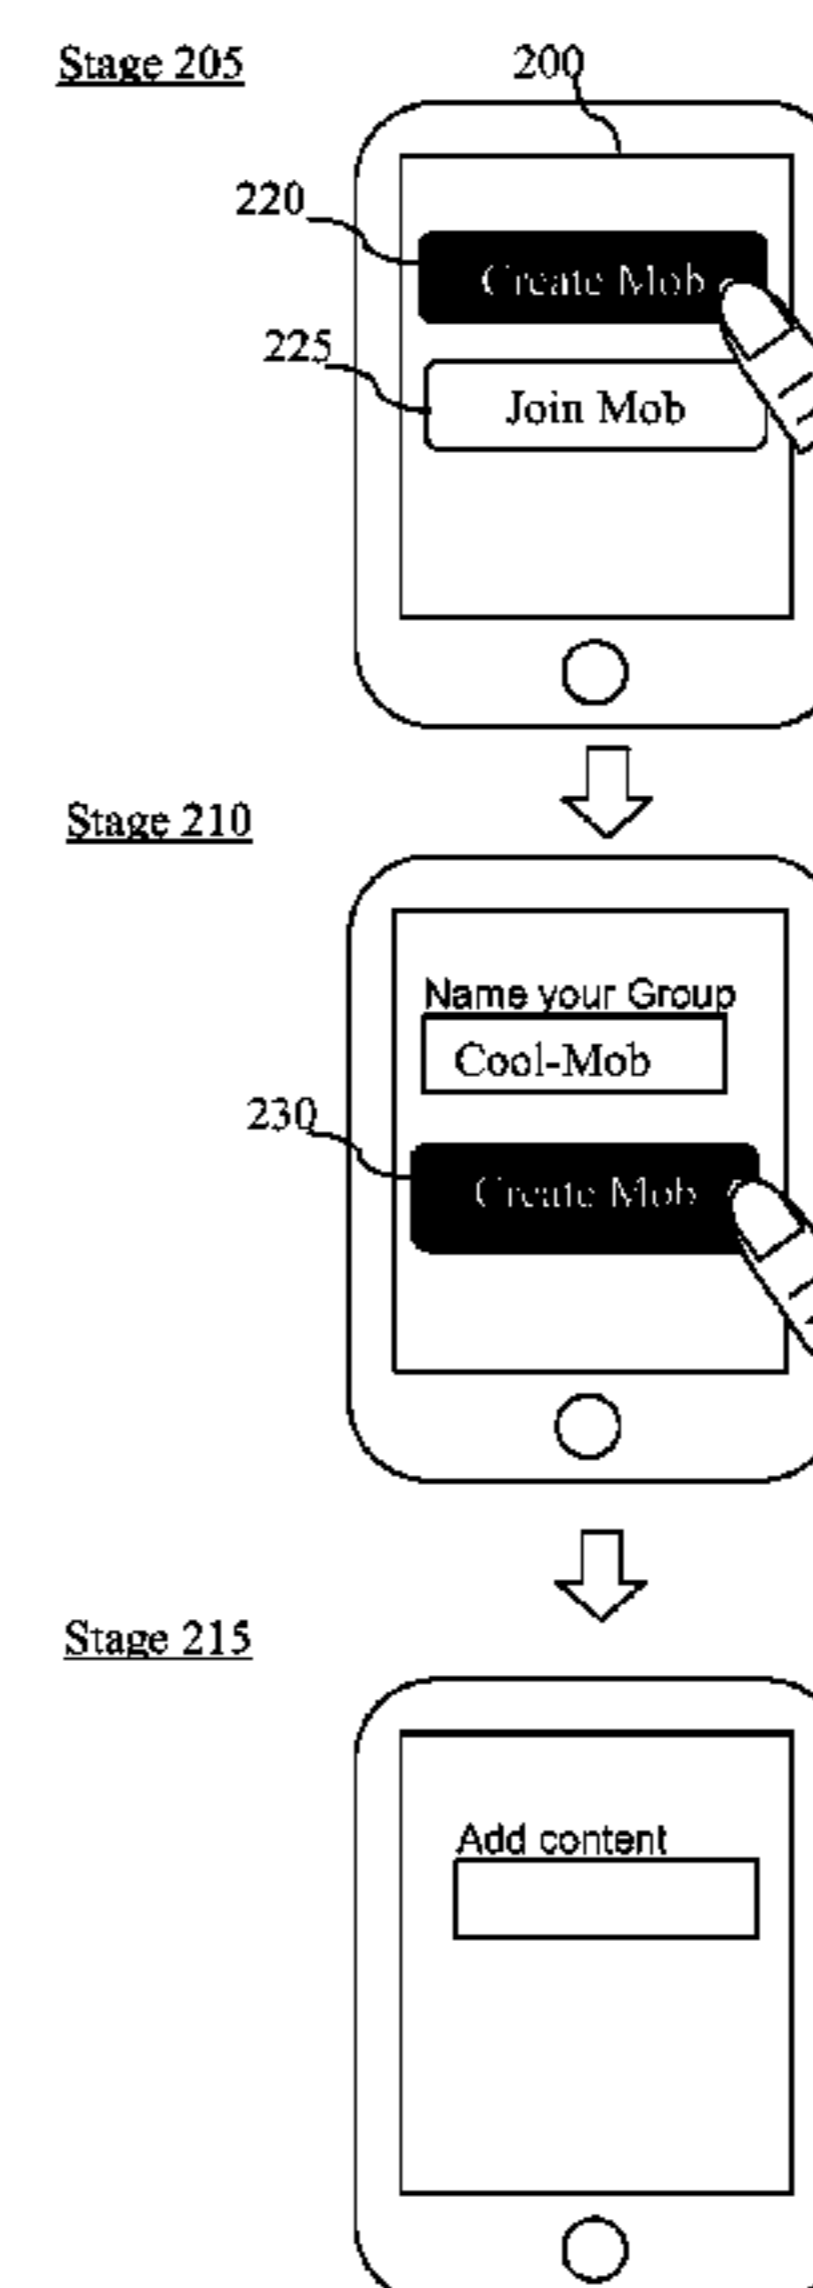 Stage 205
200
220
Create Mob
225
Join Mob
Stage 210
Name your Group
Cool-Mob
230
Create Mob
Stage 215
Add content